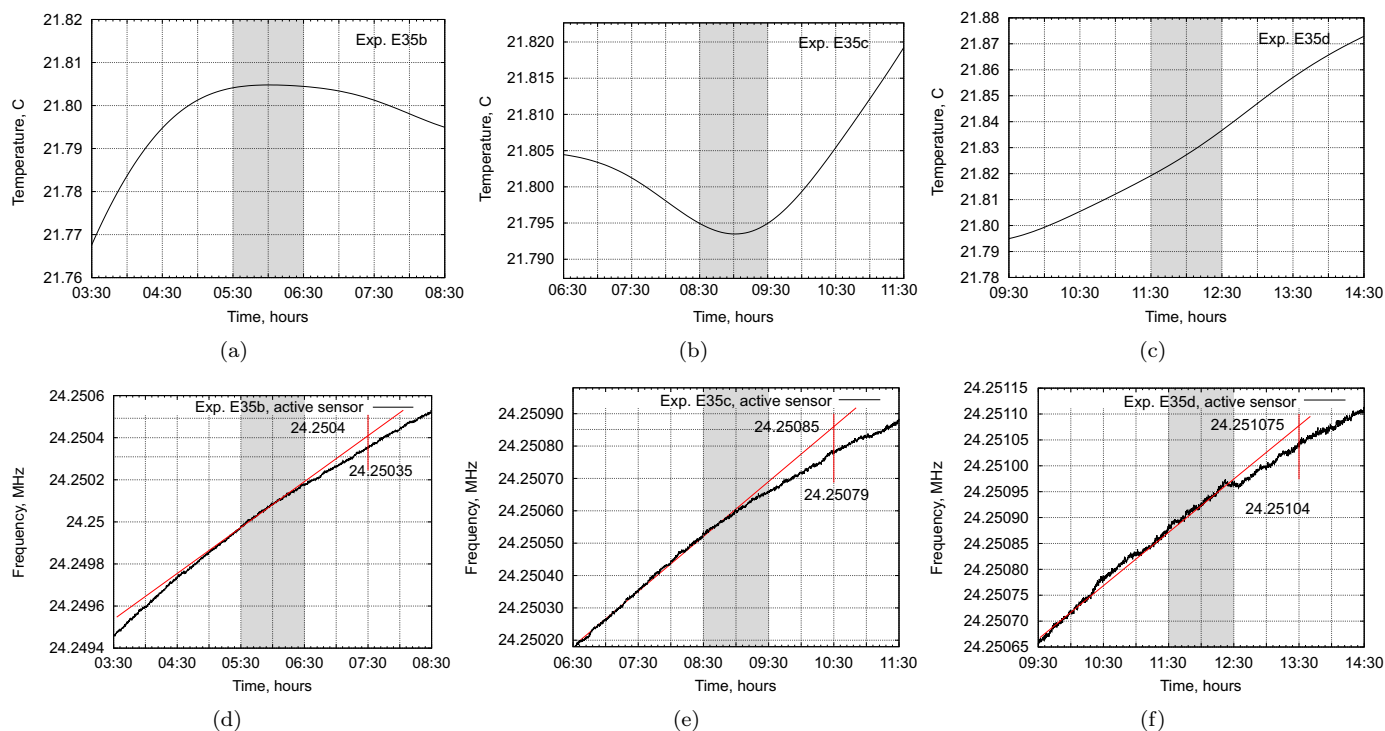 21.82
21.81
21.80
21.79
21.78
21.77
21.76
Temperature, C
Exp. E35b
03:30 04:30 05:30 06:30 07:30 08:30
Time, hours
(a)
21.820
21.815
21.810
21.805
21.800
21.795
21.790
Temperature, C
Exp. E35c
06:30 07:30 08:30 09:30 10:30 11:30
Time, hours
(b)
21.88
21.87
21.86
21.85
21.84
21.83
21.82
21.81
21.80
21.79
21.78
Temperature, C
Exp. E35d
09:30 10:30 11:30 12:30 13:30 14:30
Time, hours
(c)
24.2506
24.2504
24.2502
24.25
24.2498
24.2496
24.2494
Frequency, MHz
Exp. E35b, active sensor
24.2504
24.25035
03:30 04:30 05:30 06:30 07:30 08:30
Time, hours
(d)
24.25090
24.25080
24.25070
24.25060
24.25050
24.25040
24.25030
24.25020
Frequency, MHz
Exp. E35c, active sensor
24.25085
24.25079
06:30 07:30 08:30 09:30 10:30 11:30
Time, hours
(e)
24.25115
24.25110
24.25105
24.25100
24.25095
24.25090
24.25085
24.25080
24.25075
24.25070
24.25065
Frequency, MHz
Exp. E35d, active sensor
24.251075
24.25104
09:30 10:30 11:30 12:30 13:30 14:30
Time, hours
(f)